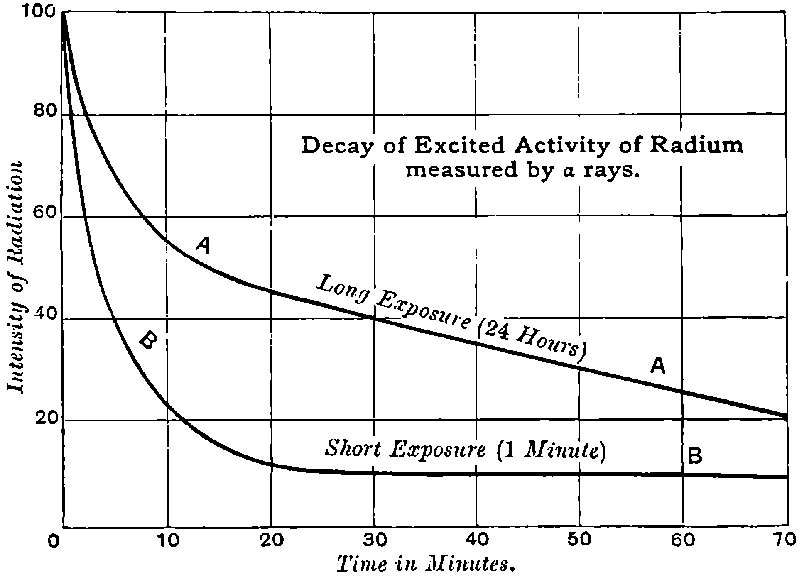 100
80
60
40
20
0
Intensity of Radiation
Decay of Excited Activity of Radium
measured by α rays.
A
Long Exposure (24 Hours)
A
B
Short Exposure (1 Minute)
B
0 10 20 30 40 50 60 70
Time in Minutes.